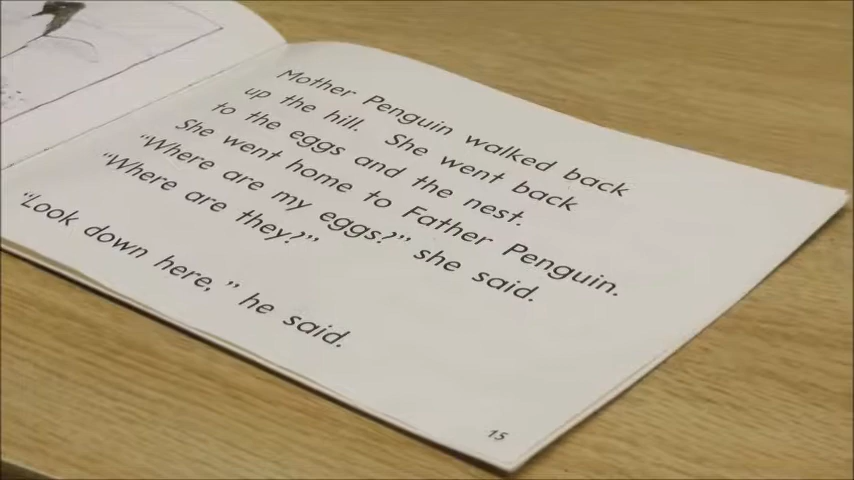 Mother Penguin walked back
up the hill. She went back
to the eggs and the nest.
She went home to Father Penguin.
“Where are my eggs?” she said.
“Where are they?”
“Look down here,” he said.
15